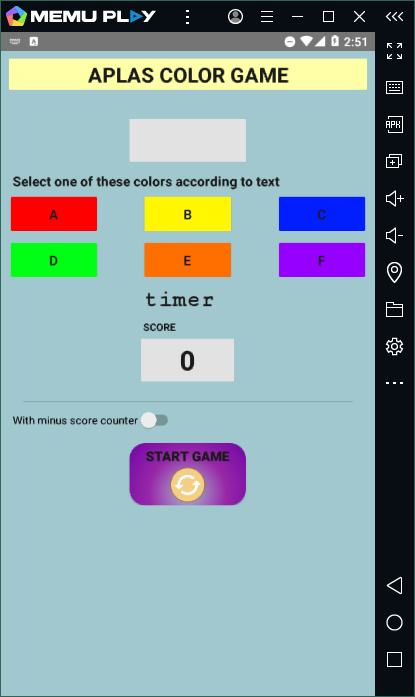 MEMU PLAY
A 2:51
APLAS COLOR GAME
Select one of these colors according to text
A B C
D E F
timer
SCORE
0
With minus score counter
START GAME
APK